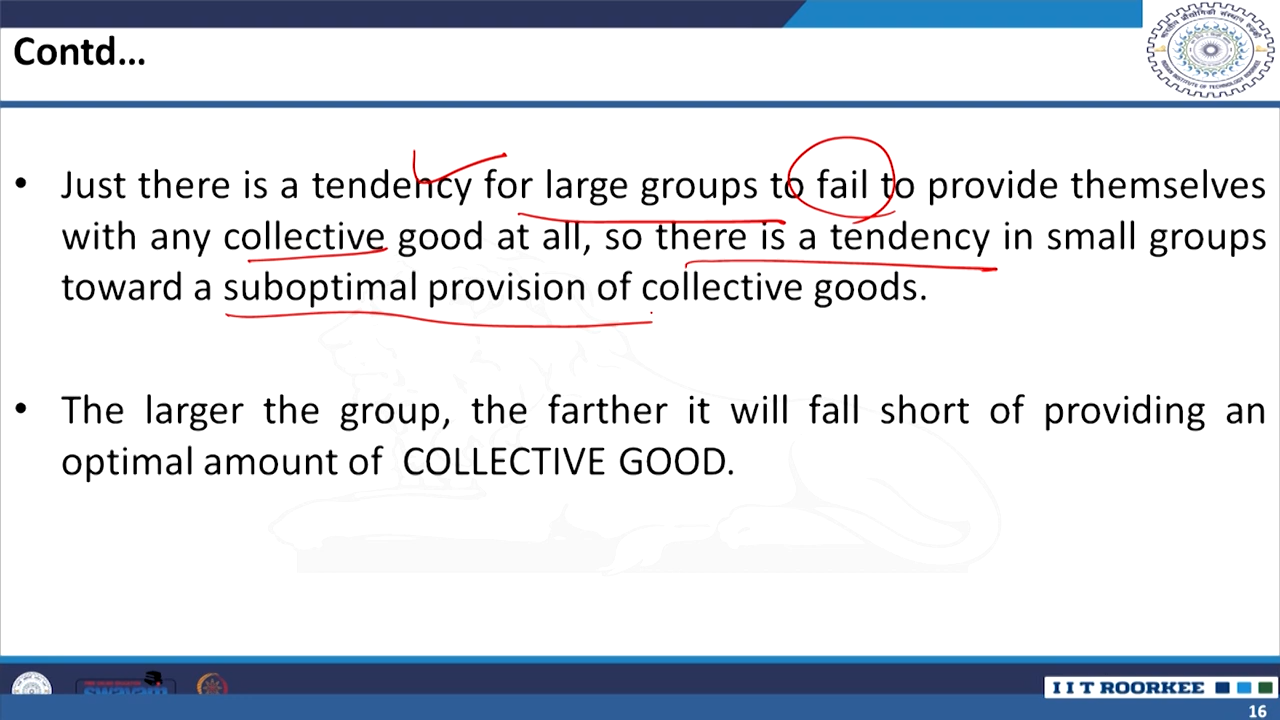 Contd...
• Just there is a tendency for large groups to fail to provide themselves
with any collective good at all, so there is a tendency in small groups
toward a suboptimal provision of collective goods.
• The larger the group, the farther it will fall short of providing an
optimal amount of COLLECTIVE GOOD.
swayam
IIT ROORKEE
16